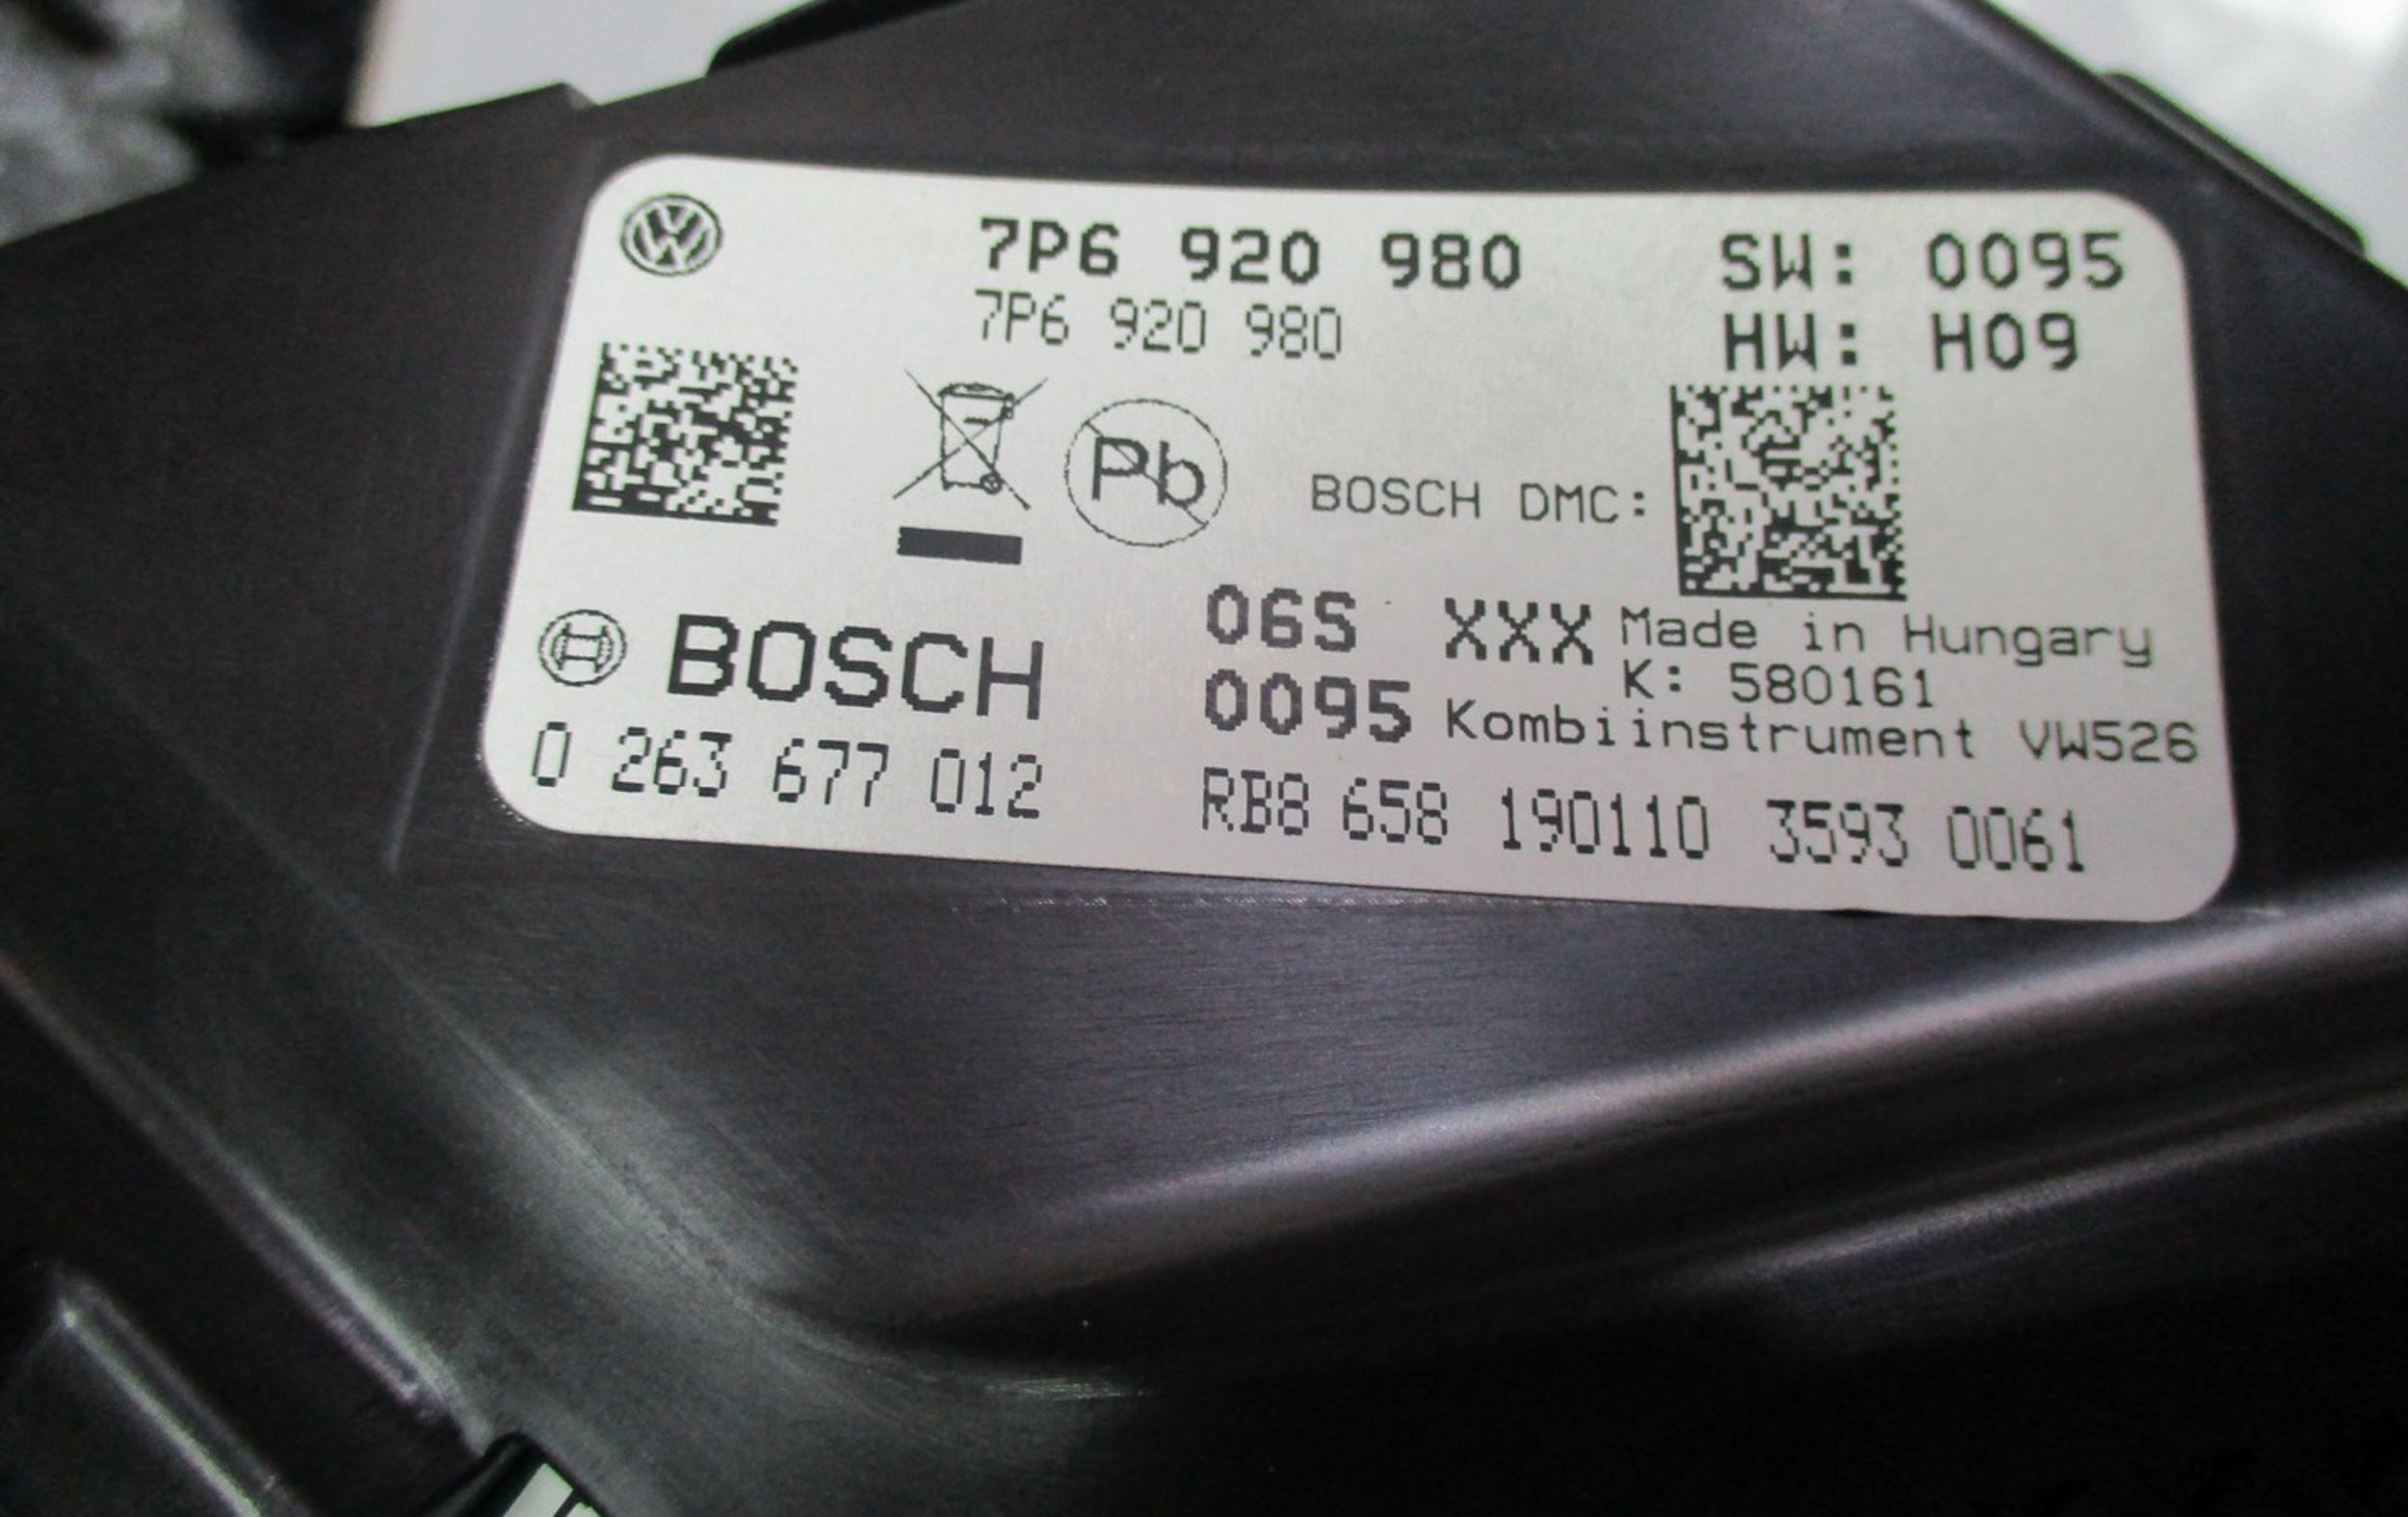 7P6 920 980 SW: 0095
7P6 920 980 HW: H09
Pb BOSCH DMC:
06S XXX Made in Hungary
K: 580161
BOSCH 0095 Kombiinstrument VW526
0 263 677 012 RB8 658 190110 3593 0061